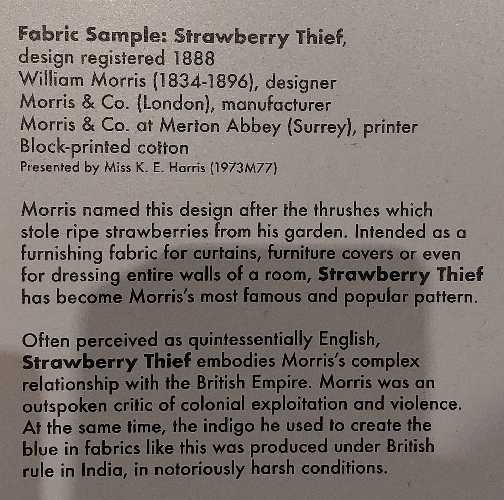 Fabric Sample: Strawberry Thief,
design registered 1888
William Morris (1834-1896), designer
Morris & Co. (London), manufacturer
Morris & Co. at Merton Abbey (Surrey), printer
Block-printed cotton
Presented by Miss K. E. Harris (1973M77)
Morris named this design after the thrushes which
stole ripe strawberries from his garden. Intended as a
furnishing fabric for curtains, furniture covers or even
for dressing entire walls of a room, Strawberry Thief
has become Morris's most famous and popular pattern.
Often perceived as quintessentially English,
Strawberry Thief embodies Morris's complex
relationship with the British Empire. Morris was an
outspoken critic of colonial exploitation and violence.
At the same time, the indigo he used to create the
blue in fabrics like this was produced under British
rule in India, in notoriously harsh conditions.